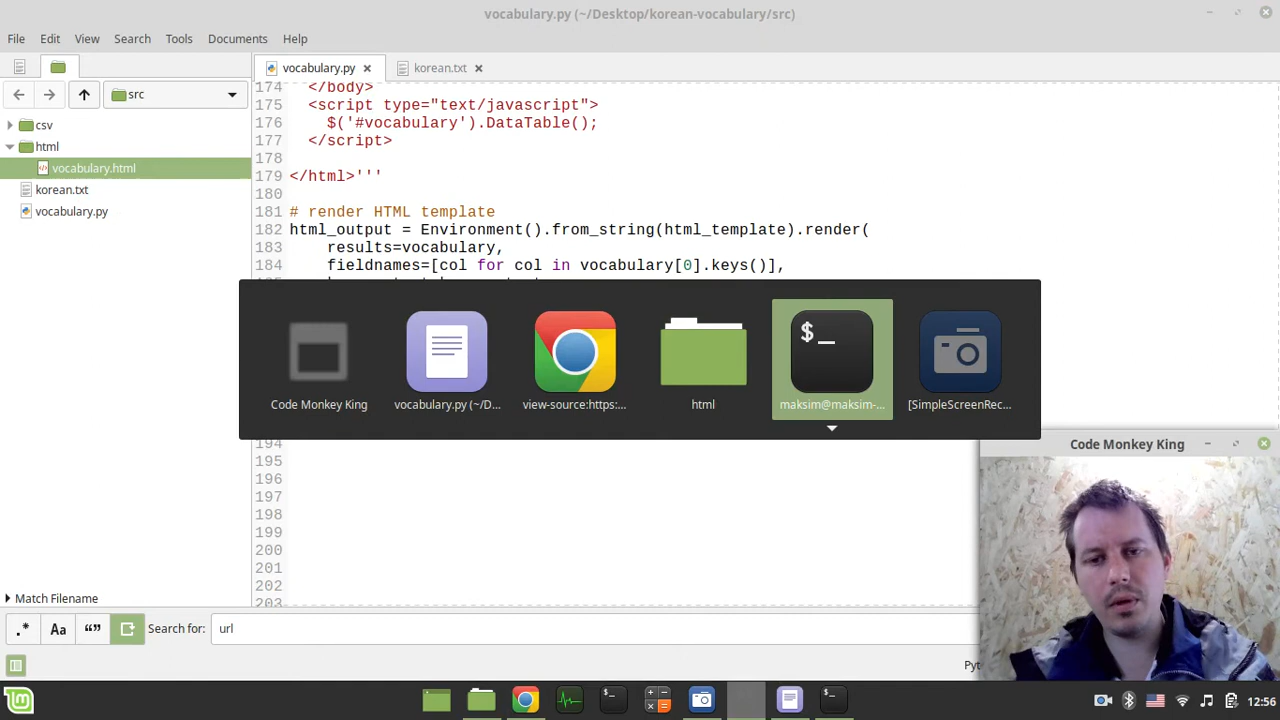 vocabulary.py (~/Desktop/korean-vocabulary/src)
File Edit View Search Tools Documents Help
vocabulary.py
korean.txt
src
csv
html
vocabulary.html
korean.txt
vocabulary.py
174 </body>
175 <script type="text/javascript">
176 $('#vocabulary').DataTable();
177 </script>
178
179 </html>'''
180
181 # render HTML template
182 html_output = Environment().from_string(html_template).render(
183 results=vocabulary,
184 fieldnames=[col for col in vocabulary[0].keys()],
$_
Code Monkey King
vocabulary.py (~/D...
view-source:https:...
html
maksim@maksim-...
[SimpleScreenRec...
194
195
196
197
198
199
200
201
202
203
Code Monkey King
Match Filename
.* Aa “” Search for: url
Pyt
12:56